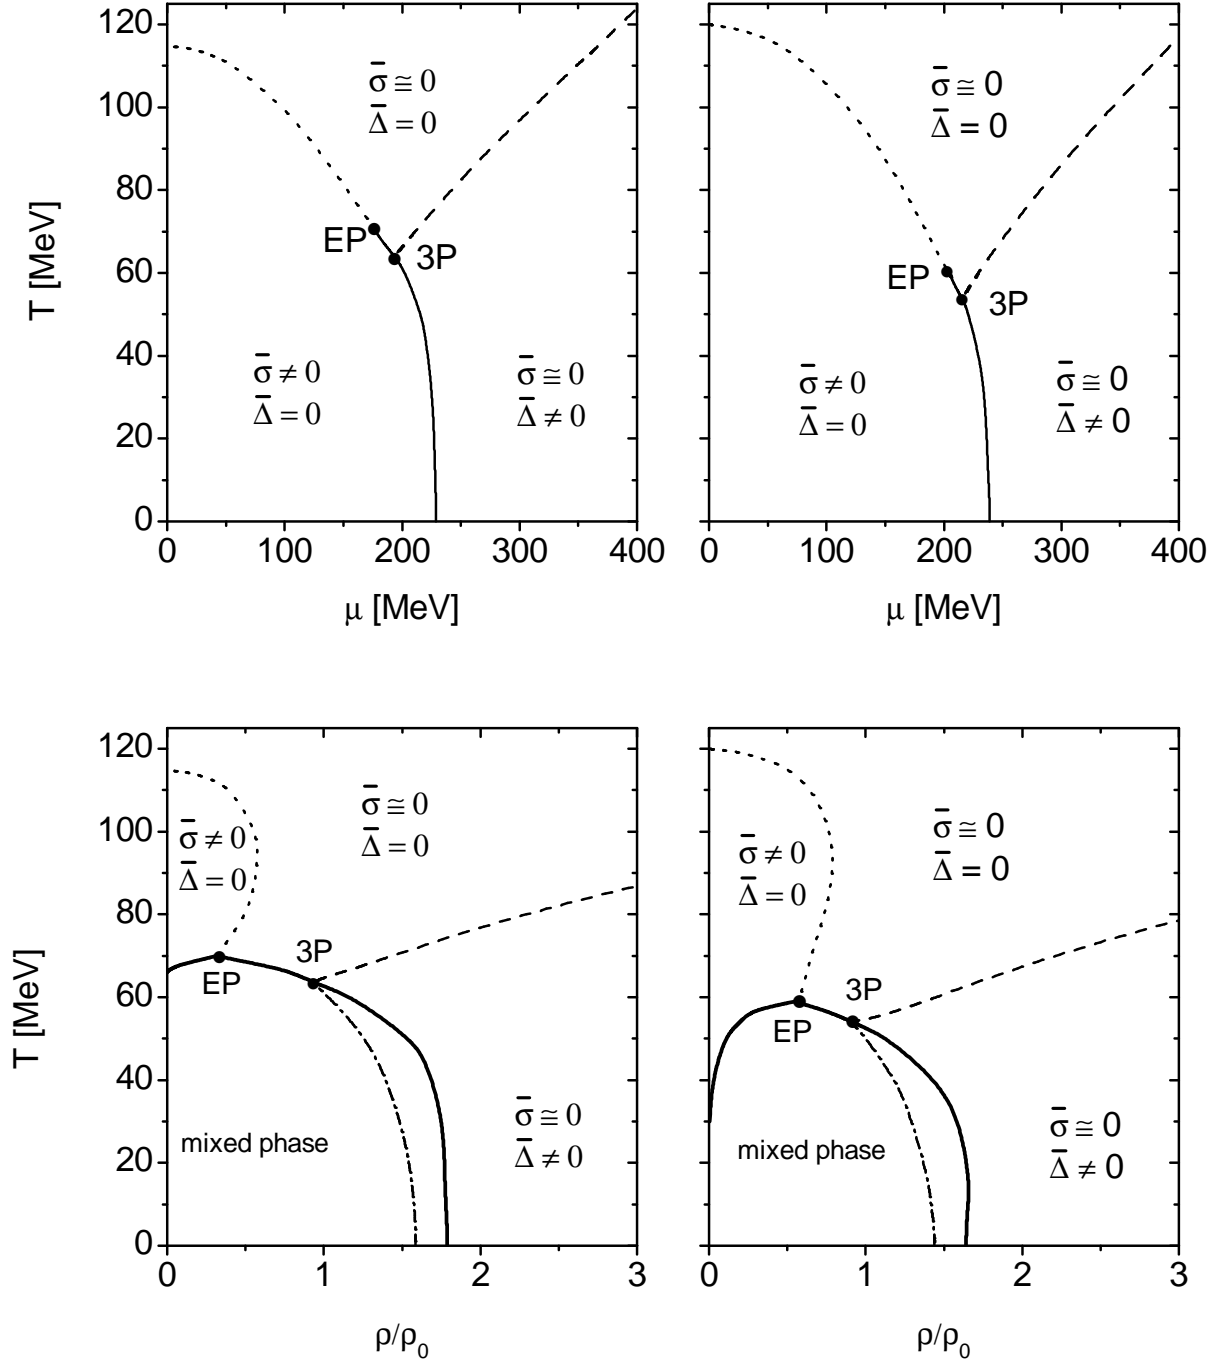 120
100
80
60
40
20
0
T [MeV]
σ̄ ≅ 0
Δ̄ = 0
EP
3P
σ̄ ≠ 0
Δ̄ = 0
σ̄ ≅ 0
Δ̄ ≠ 0
0 100 200 300 400
μ [MeV]
σ̄ ≅ 0
Δ̄ = 0
EP
3P
σ̄ ≠ 0
Δ̄ = 0
σ̄ ≅ 0
Δ̄ ≠ 0
0 100 200 300 400
μ [MeV]
120
100
80
60
40
20
0
T [MeV]
σ̄ ≅ 0
Δ̄ = 0
σ̄ ≠ 0
Δ̄ = 0
3P
EP
σ̄ ≅ 0
Δ̄ ≠ 0
mixed phase
0 1 2 3
ρ/ρ₀
σ̄ ≅ 0
Δ̄ = 0
σ̄ ≠ 0
Δ̄ = 0
3P
EP
σ̄ ≅ 0
Δ̄ ≠ 0
mixed phase
0 1 2 3
ρ/ρ₀